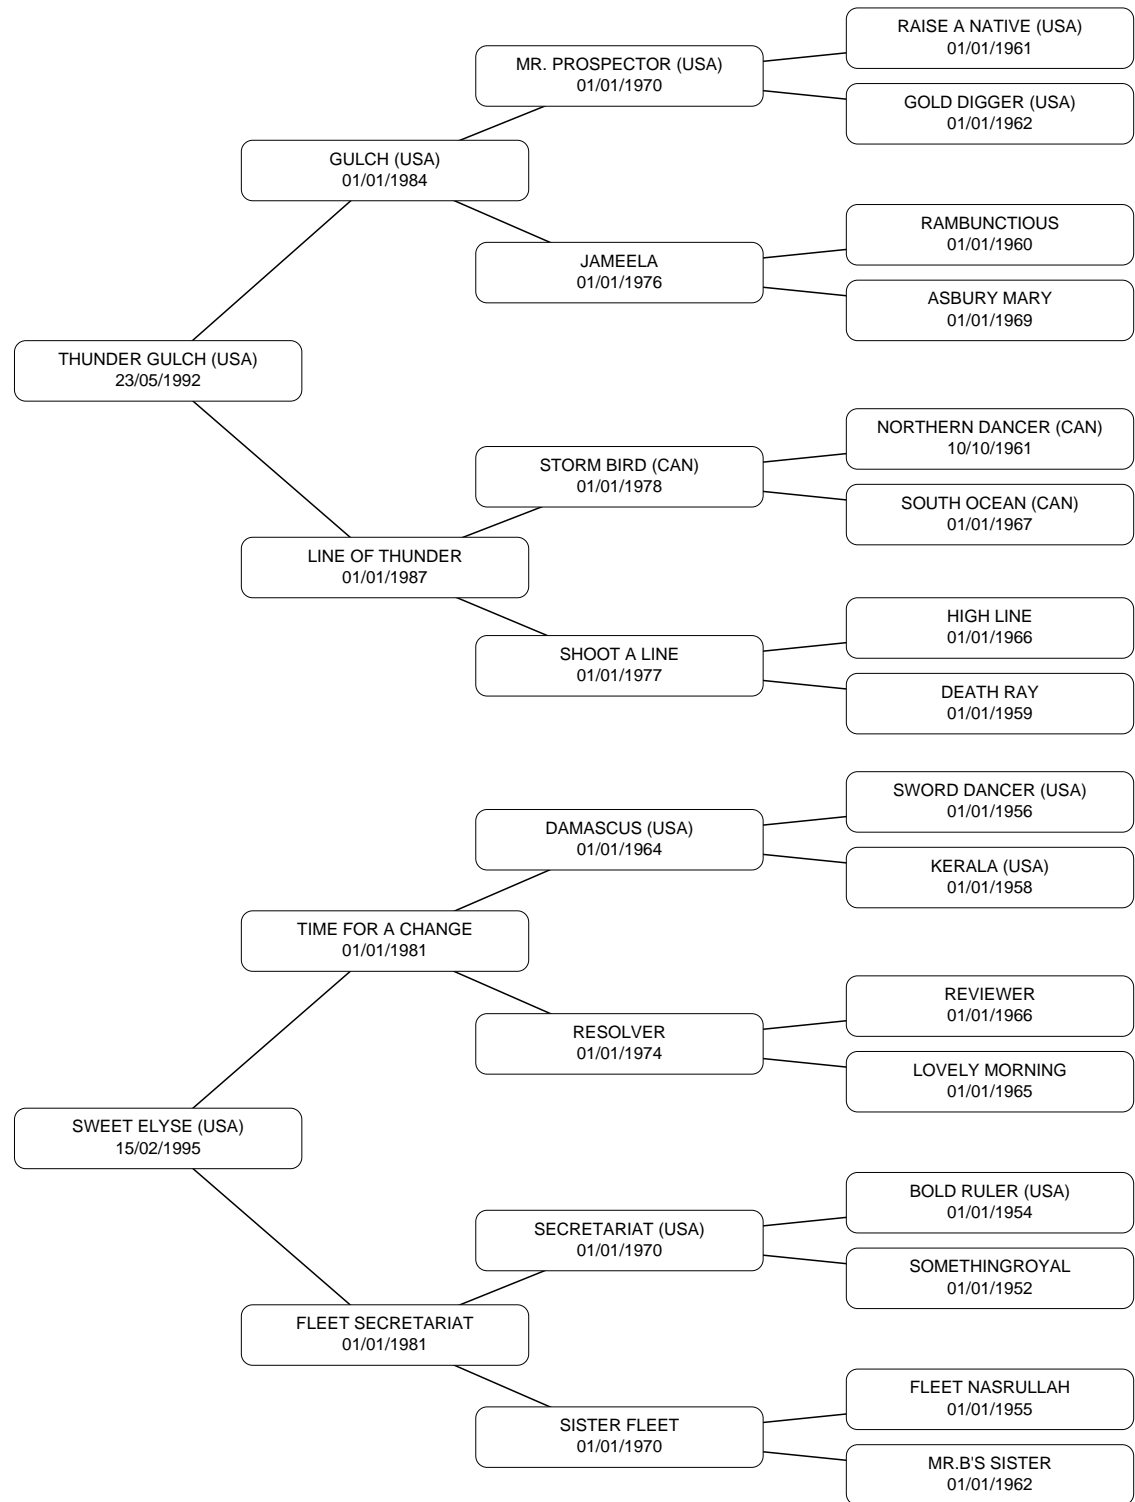 RAISE A NATIVE (USA)
01/01/1961
MR. PROSPECTOR (USA)
01/01/1970
GOLD DIGGER (USA)
01/01/1962
GULCH (USA)
01/01/1984
RAMBUNCTIOUS
01/01/1960
JAMEELA
01/01/1976
ASBURY MARY
01/01/1969
THUNDER GULCH (USA)
23/05/1992
NORTHERN DANCER (CAN)
10/10/1961
STORM BIRD (CAN)
01/01/1978
SOUTH OCEAN (CAN)
01/01/1967
LINE OF THUNDER
01/01/1987
HIGH LINE
01/01/1966
SHOOT A LINE
01/01/1977
DEATH RAY
01/01/1959
SWORD DANCER (USA)
01/01/1956
DAMASCUS (USA)
01/01/1964
KERALA (USA)
01/01/1958
TIME FOR A CHANGE
01/01/1981
REVIEWER
01/01/1966
RESOLVER
01/01/1974
LOVELY MORNING
01/01/1965
SWEET ELYSE (USA)
15/02/1995
BOLD RULER (USA)
01/01/1954
SECRETARIAT (USA)
01/01/1970
SOMETHINGROYAL
01/01/1952
FLEET SECRETARIAT
01/01/1981
FLEET NASRULLAH
01/01/1955
SISTER FLEET
01/01/1970
MR.B'S SISTER
01/01/1962